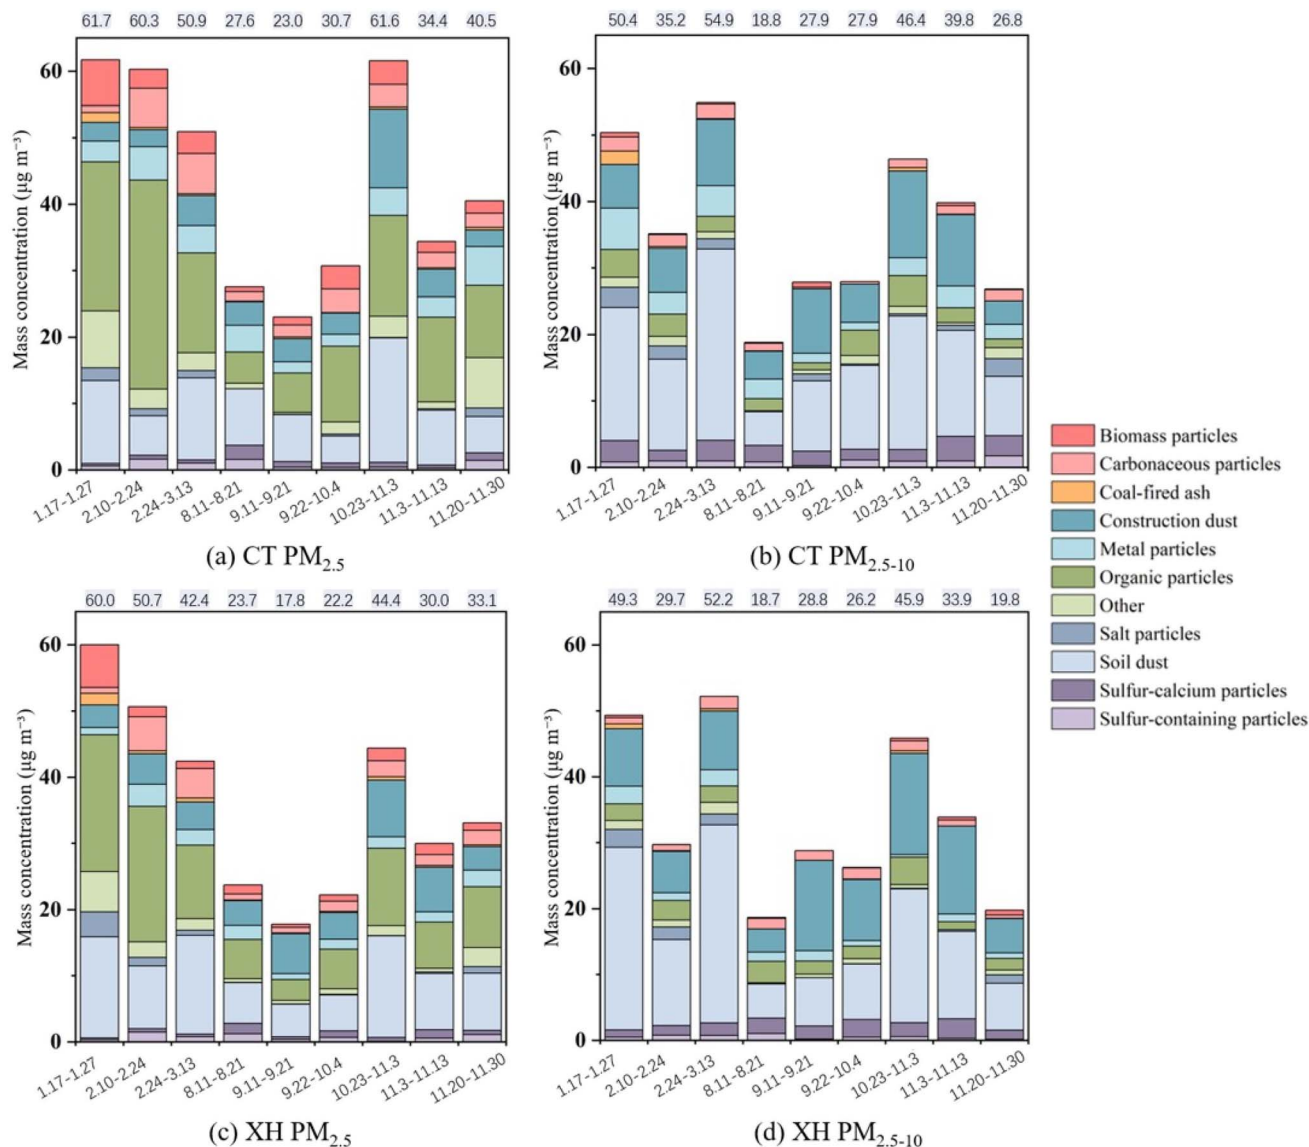 61.7 60.3 50.9 27.6 23.0 30.7 61.6 34.4 40.5
60
40
20
0
Mass concentration (μg m⁻³)
1.17-1.27 2.10-2.24 2.24-3.13 8.11-8.21 9.11-9.21 9.22-10.4 10.23-11.3 11.3-11.13 11.20-11.30
(a) CT PM2.5
50.4 35.2 54.9 18.8 27.9 27.9 46.4 39.8 26.8
60
40
20
0
Mass concentration (μg m⁻³)
1.17-1.27 2.10-2.24 2.24-3.13 8.11-8.21 9.11-9.21 9.22-10.4 10.23-11.3 11.3-11.13 11.20-11.30
(b) CT PM2.5-10
60.0 50.7 42.4 23.7 17.8 22.2 44.4 30.0 33.1
60
40
20
0
Mass concentration (μg m⁻³)
1.17-1.27 2.10-2.24 2.24-3.13 8.11-8.21 9.11-9.21 9.22-10.4 10.23-11.3 11.3-11.13 11.20-11.30
(c) XH PM2.5
49.3 29.7 52.2 18.7 28.8 26.2 45.9 33.9 19.8
60
40
20
0
Mass concentration (μg m⁻³)
1.17-1.27 2.10-2.24 2.24-3.13 8.11-8.21 9.11-9.21 9.22-10.4 10.23-11.3 11.3-11.13 11.20-11.30
(d) XH PM2.5-10
Biomass particles
Carbonaceous particles
Coal-fired ash
Construction dust
Metal particles
Organic particles
Other
Salt particles
Soil dust
Sulfur-calcium particles
Sulfur-containing particles